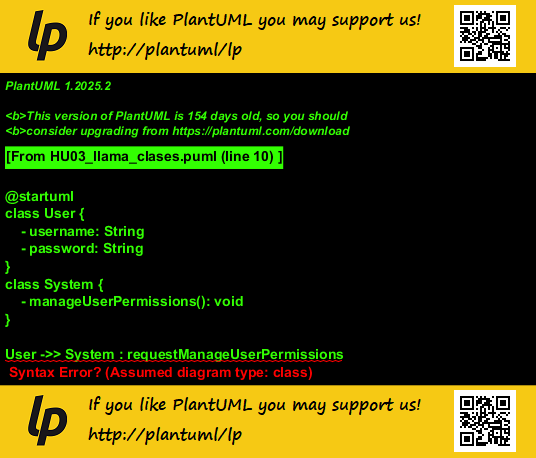 lp
If you like PlantUML you may support us!
http://plantuml/lp
PlantUML 1.2025.2
<b>This version of PlantUML is 154 days old, so you should
<b>consider upgrading from https://plantuml.com/download
[From HU03_llama_clases.puml (line 10) ]
@startuml
class User {
- username: String
- password: String
}
class System {
- manageUserPermissions(): void
}
User ->> System : requestManageUserPermissions
Syntax Error? (Assumed diagram type: class)
lp
If you like PlantUML you may support us!
http://plantuml/lp